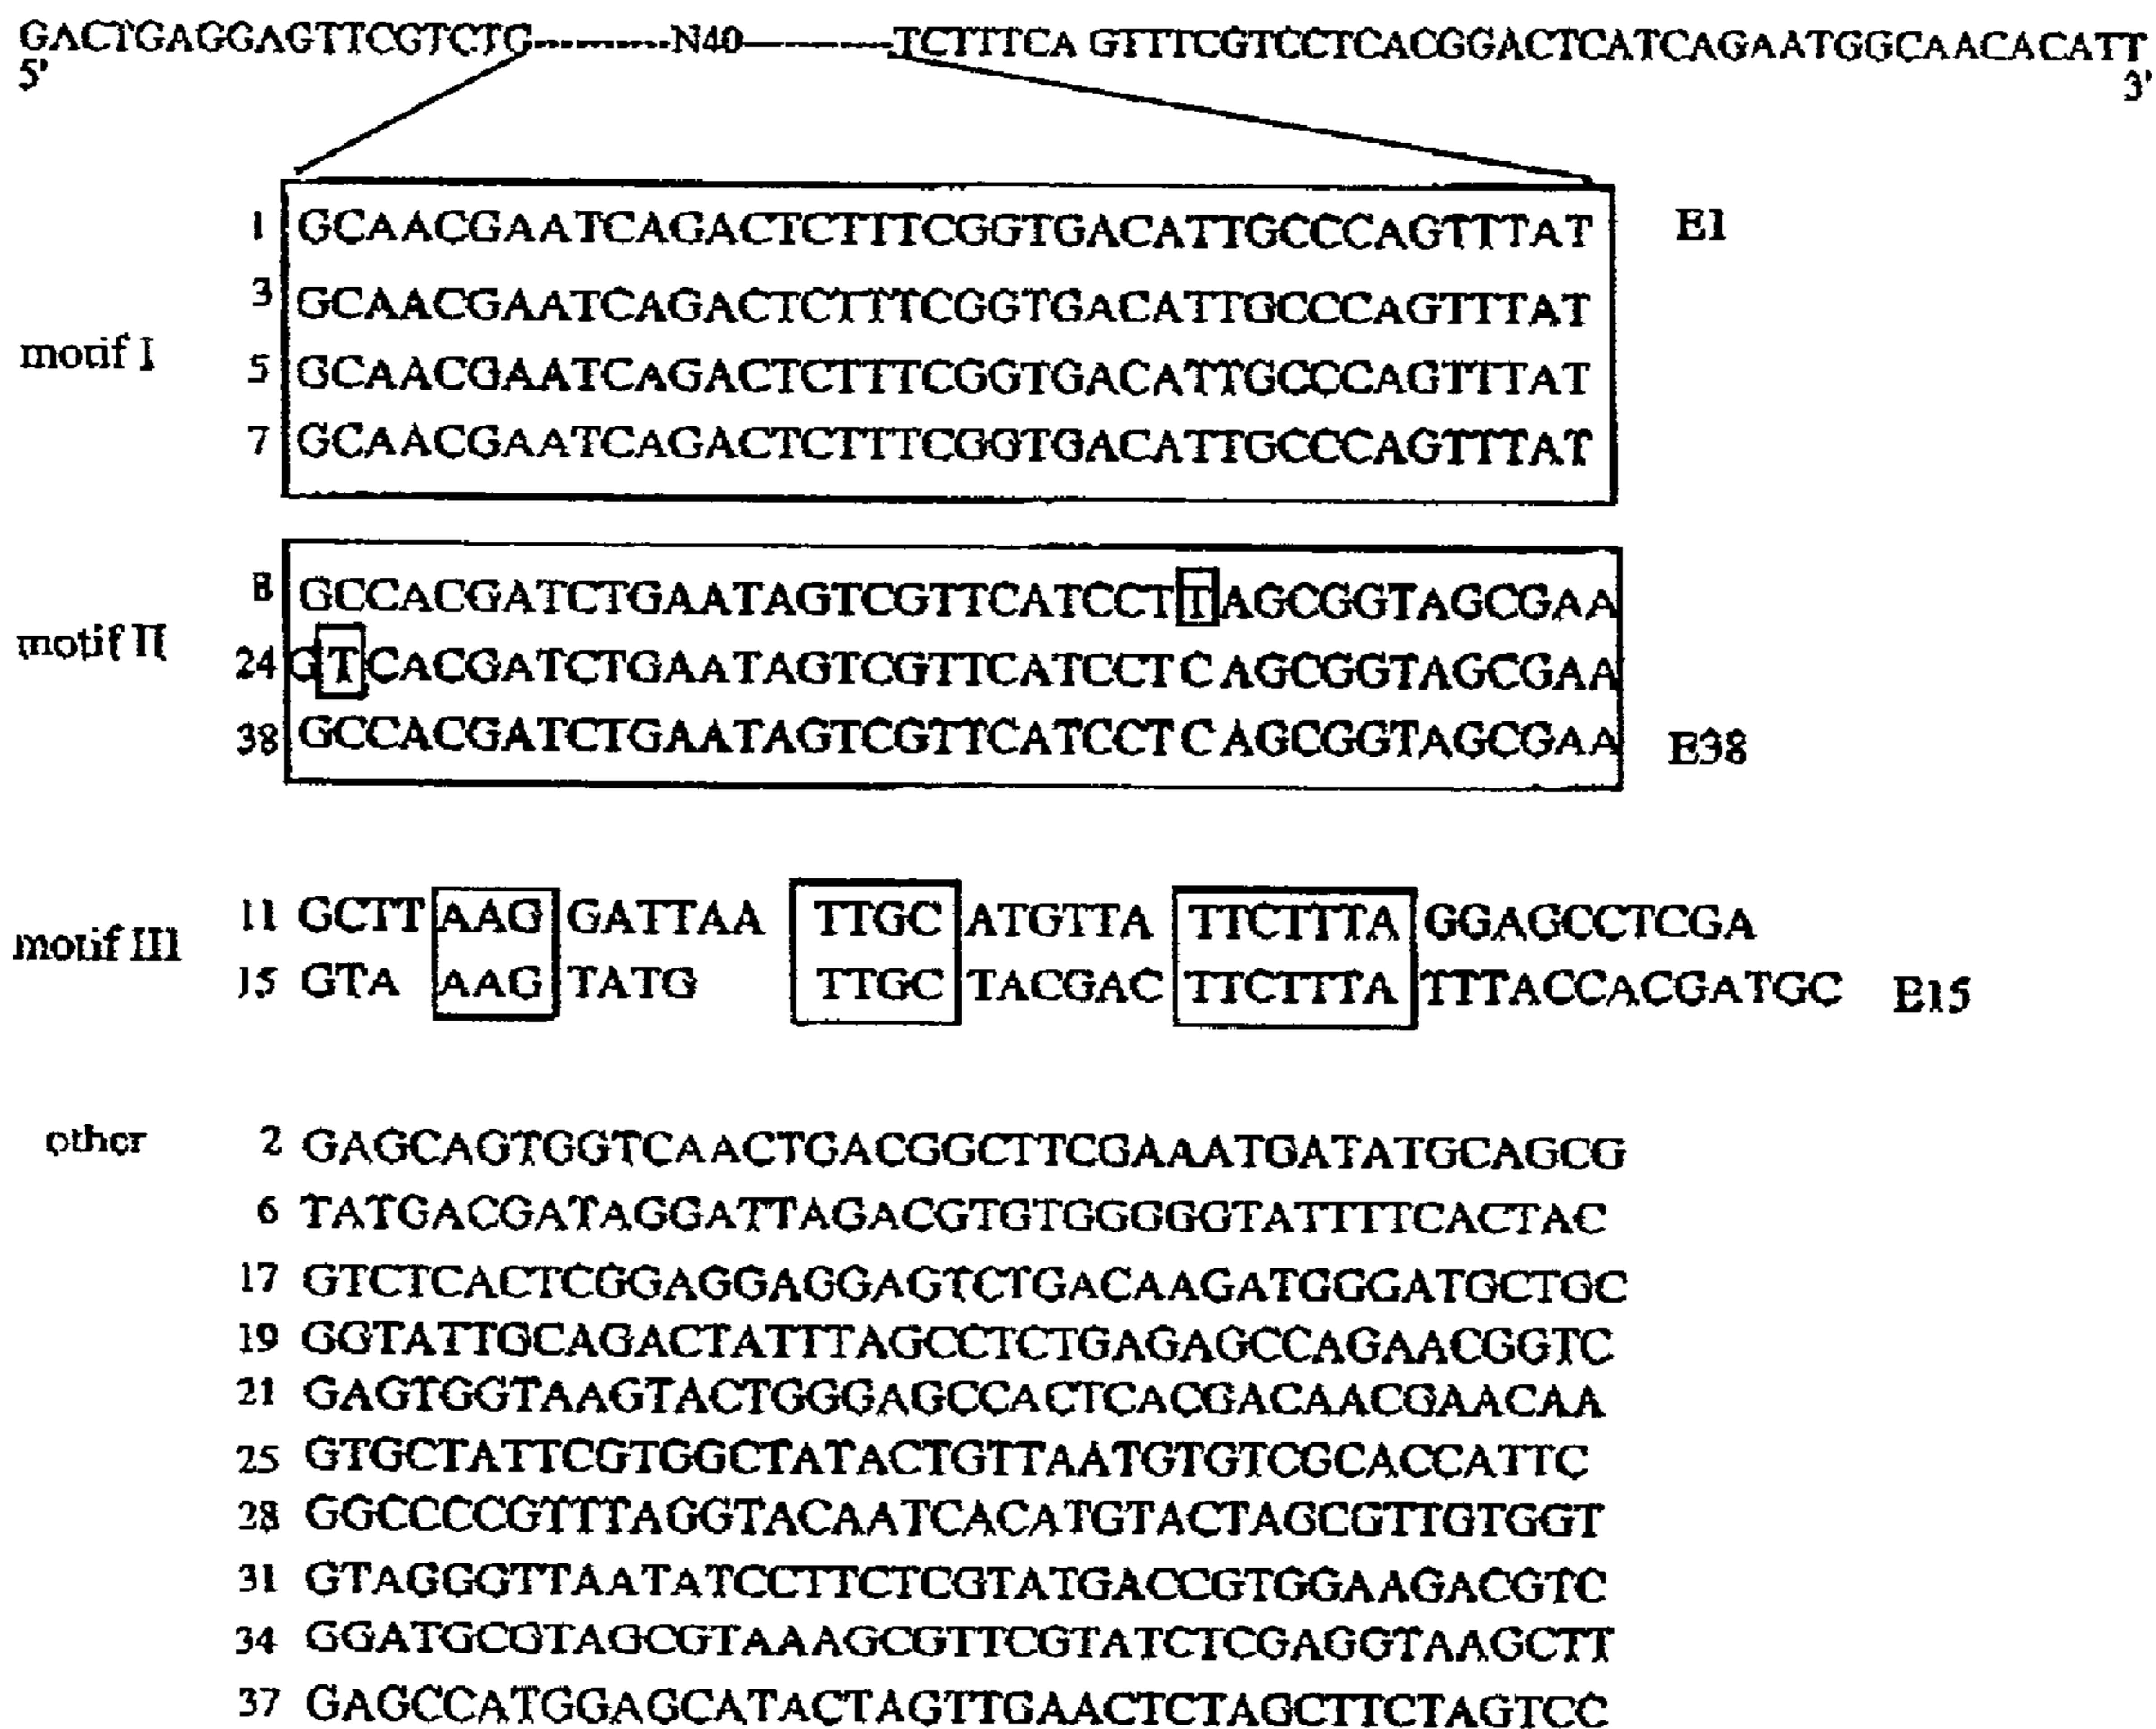 GACTGAGGAGTTCGTCTG----------N40----------TCTTTCA GTTTCGTCCTCACGGACTCATCAGAATGGCAACACATT
5' 3'
1 GCAACGAATCAGACTCTTTCGGTGACATTGCCCAGTTTAT E1
3 GCAACGAATCAGACTCTTTCGGTGACATTGCCCAGTTTAT
motif I
5 GCAACGAATCAGACTCTTTCGGTGACATTGCCCAGTTTAT
7 GCAACGAATCAGACTCTTTCGGTGACATTGCCCAGTTTAT
8 GCCACGATCTGAATAGTCGTTCATCCTTAGCGGTAGCGAA
motif II
24 GTCACGATCTGAATAGTCGTTCATCCTCAGCGGTAGCGAA
38 GCCACGATCTGAATAGTCGTTCATCCTCAGCGGTAGCGAA E38
11 GCTT AAG GATTAA TTGC ATGTTA TTCTTTA GGAGCCTCGA
motif III
15 GTA AAG TATG TTGC TACGAC TTCTTTA TTTACCACGATGC E15
other 2 GAGCAGTGGTCAACTGACGGCTTCGAAATGATATGCAGCG
6 TATGACGATAGGATTAGACGTGTGGGGGTATTTTCACTAC
17 GTCTCACTCGGAGGAGGAGTCTGACAAGATGGGATGCTGC
19 GGTATTGCAGACTATTTAGCCTCTGAGAGCCAGAACGGTC
21 GAGTGGTAAGTACTGGGAGCCACTCACGACAACGAACAA
25 GTGCTATTCGTGGCTATACTGTTAATGTGTCGCACCATTC
28 GGCCCCGTTTAGGTACAATCACATGTACTAGCGTTGTGGT
31 GTAGGGTTAATATCCTTCTCGTATGACCGTGGAAGACGTC
34 GGATGCGTAGCGTAAAGCGTTCGTATCTCGAGGTAAGCTT
37 GAGCCATGGAGCATACTAGTTGAACTCTAGCTTCTAGTCC